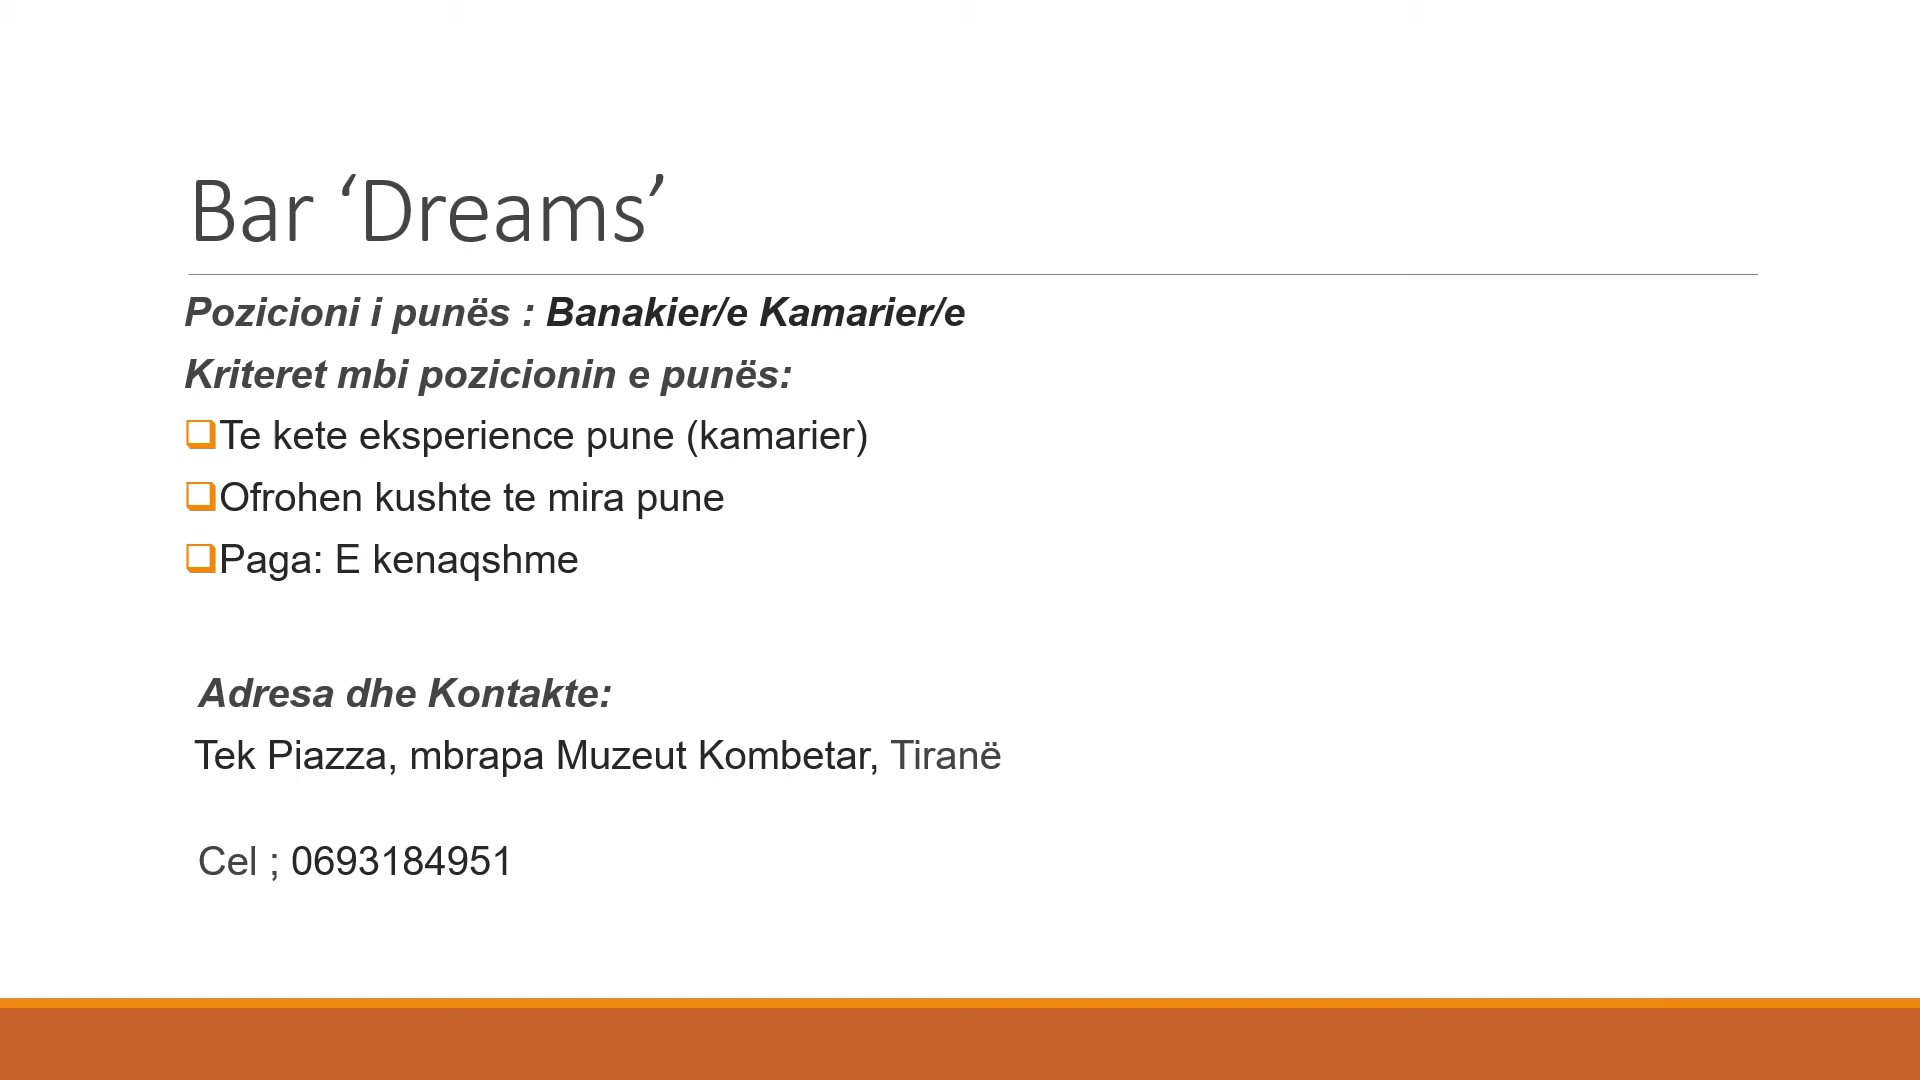 Bar ‘Dreams’
Pozicioni i punës : Banakier/e Kamarier/e
Kriteret mbi pozicionin e punës:
Te kete eksperience pune (kamarier)
Ofrohen kushte te mira pune
Paga: E kenaqshme
Adresa dhe Kontakte:
Tek Piazza, mbrapa Muzeut Kombetar, Tiranë
Cel ; 0693184951